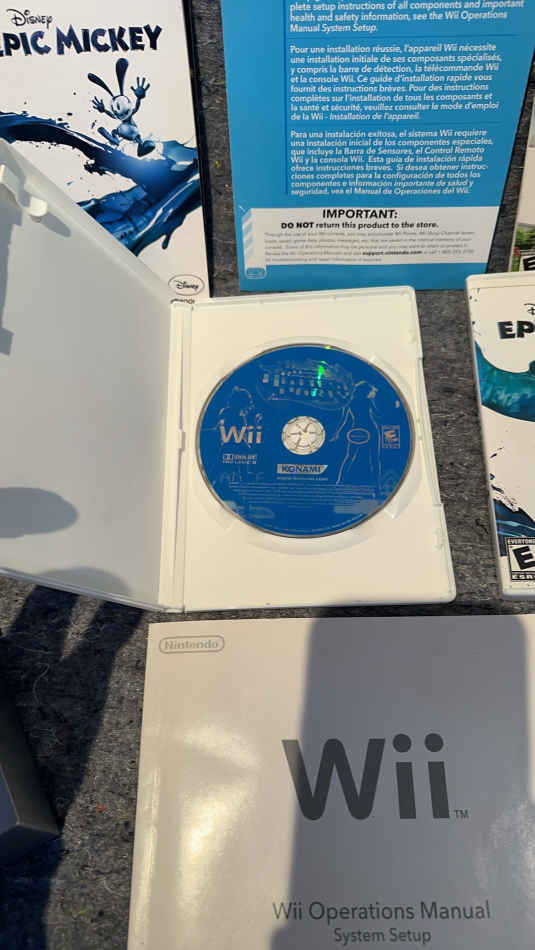 Disney
EPIC MICKEY
plete setup instructions of all components and important
health and safety information, see the Wii Operations
Manual System Setup.
Pour une installation réussie, l'appareil Wii nécessite
une installation initiale de ses composants spécialisés,
y compris la barre de détection, la télécommande Wii
et la console Wii. Ce guide d'installation rapide vous
fournit des instructions brèves. Pour des instructions
complètes sur l'installation de tous les composants et
la santé et sécurité, veuillez consulter le mode d'emploi
de la Wii - Installation de l'appareil.
Para una instalación exitosa, el sistema Wii requiere
una instalación inicial de los componentes especiales,
que incluye la Barra de Sensores, el Control Remoto
Wii y la consola Wii. Esta guía de instalación rápida
ofrece instrucciones breves. Si desea obtener instruc-
ciones completas para la configuración de todos los
componentes e información importante de salud y
seguridad, vea el Manual de Operaciones del Wii.
IMPORTANT:
DO NOT return this product to the store.
Disney
EP
Wii
DOLBY
E
KONAMI
EVERYONE
E
ESRB
Nintendo
Wii
TM
Wii Operations Manual
System Setup